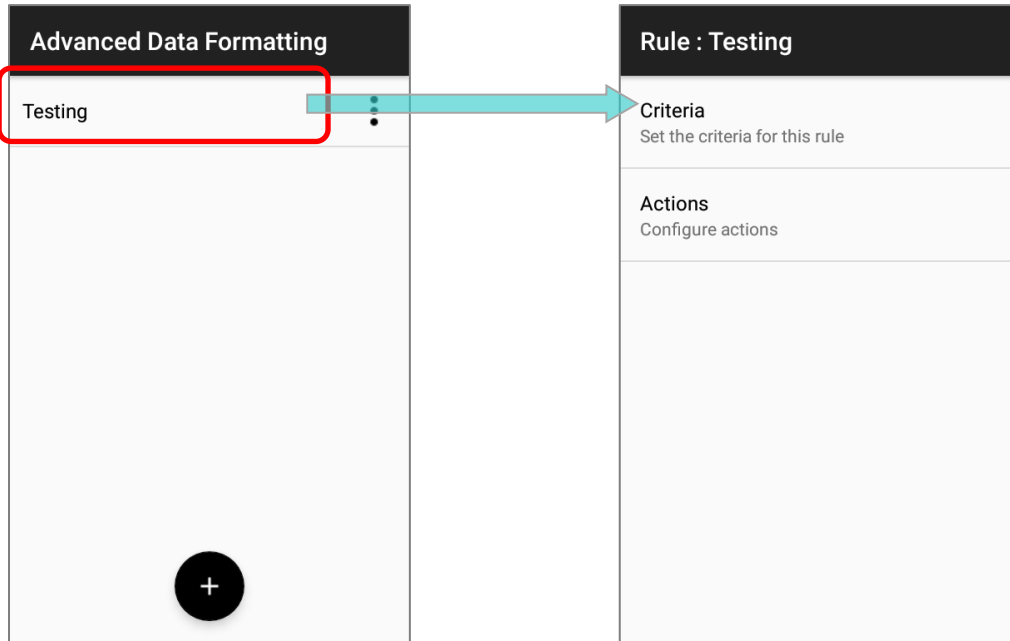 Advanced Data Formatting
Testing
+
Rule : Testing
Criteria
Set the criteria for this rule
Actions
Configure actions